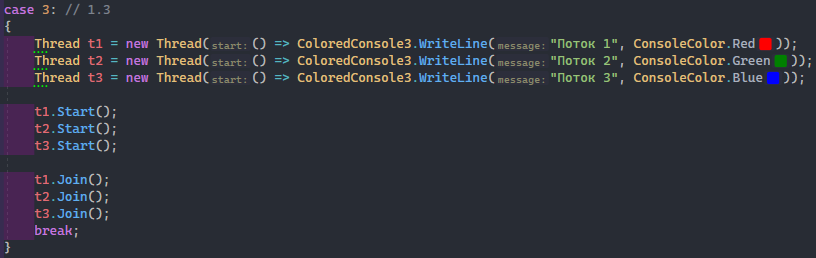 case 3: // 1.3
{
Thread t1 = new Thread(start: () => ColoredConsole3.WriteLine(message: "Поток 1", ConsoleColor.Red));
Thread t2 = new Thread(start: () => ColoredConsole3.WriteLine(message: "Поток 2", ConsoleColor.Green));
Thread t3 = new Thread(start: () => ColoredConsole3.WriteLine(message: "Поток 3", ConsoleColor.Blue));
t1.Start();
t2.Start();
t3.Start();
t1.Join();
t2.Join();
t3.Join();
break;
}